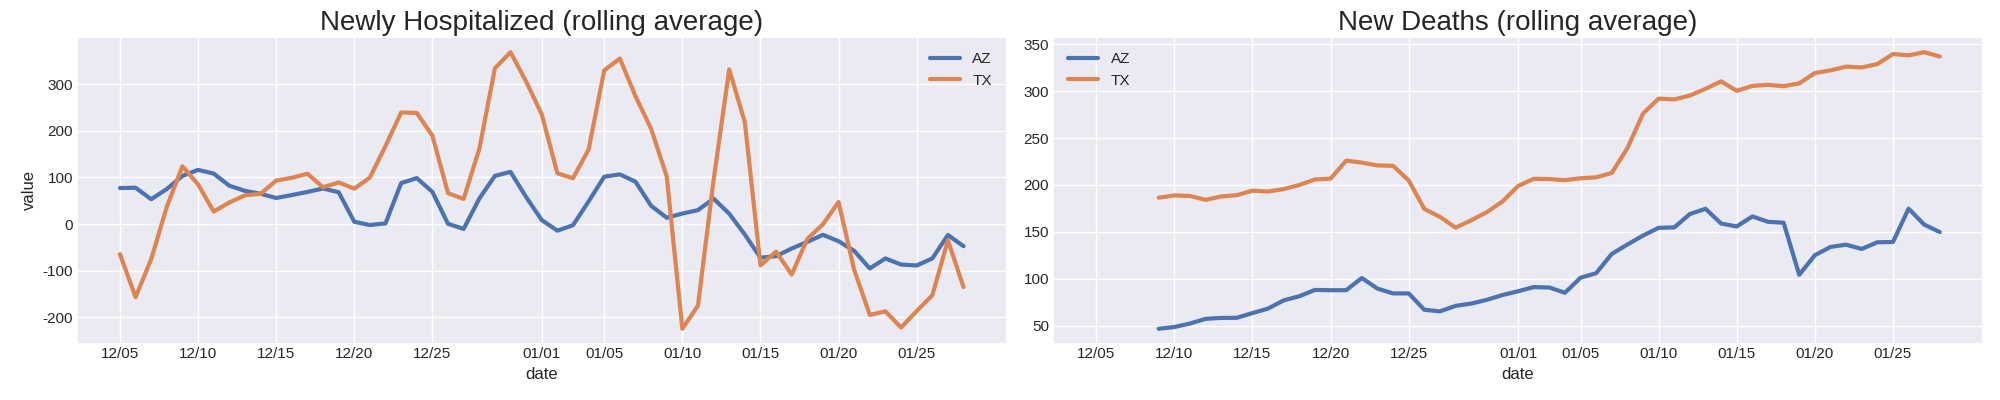 Newly Hospitalized (rolling average)
AZ
TX
300
200
100
0
-100
-200
value
12/05 12/10 12/15 12/20 12/25 01/01 01/05 01/10 01/15 01/20 01/25
date
New Deaths (rolling average)
AZ
TX
350
300
250
200
150
100
50
12/05 12/10 12/15 12/20 12/25 01/01 01/05 01/10 01/15 01/20 01/25
date